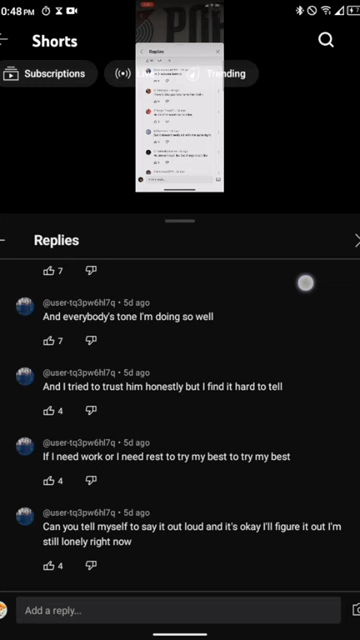 0:48 PM
Shorts
Subscriptions
Trending
Replies
Replies
7
@user-tq3pw6hl7q • 5d ago
And everybody's tone I'm doing so well
7
@user-tq3pw6hl7q • 5d ago
And I tried to trust him honestly but I find it hard to tell
4
@user-tq3pw6hl7q • 5d ago
If I need work or I need rest to try my best to try my best
4
@user-tq3pw6hl7q • 5d ago
Can you tell myself to say it out loud and it's okay I'll figure it out I'm
still lonely right now
4
Add a reply...